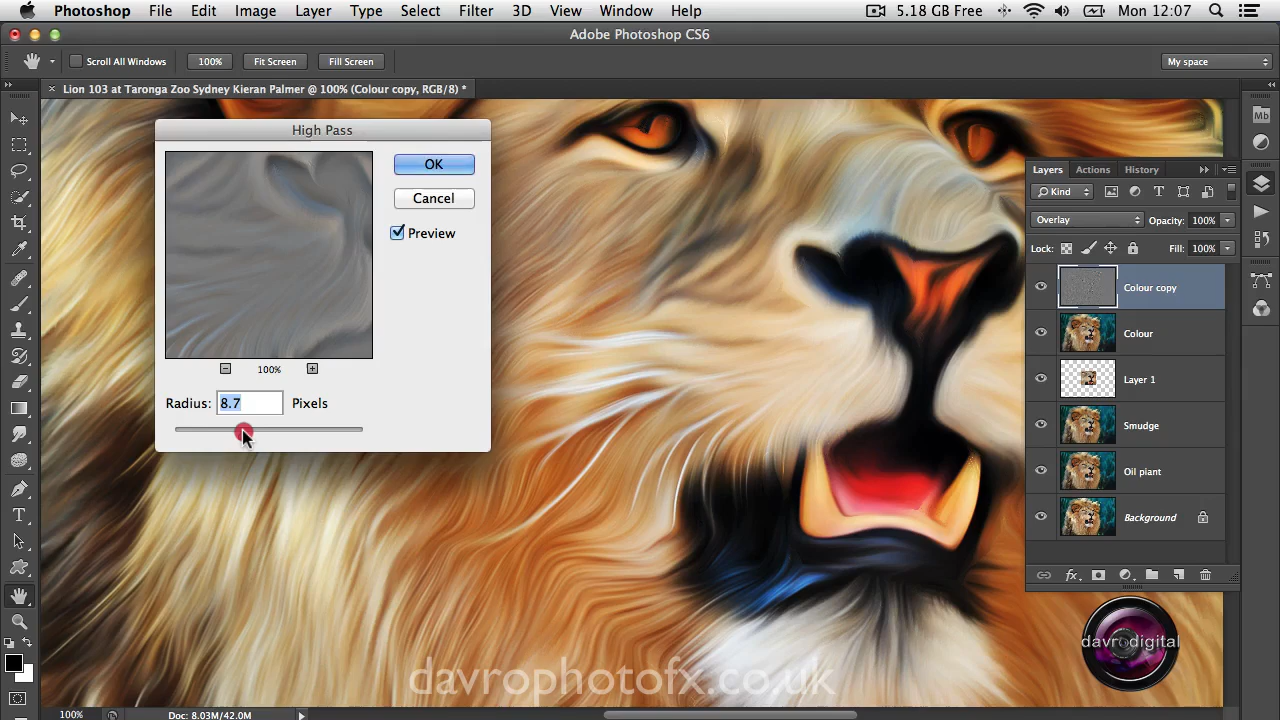 Photoshop File Edit Image Layer Type Select Filter 3D View Window Help 5.18 GB Free Mon 12:07
Adobe Photoshop CS6
Scroll All Windows 100% Fit Screen Fill Screen My space
Lion 103 at Taronga Zoo Sydney Kieran Palmer @ 100% (Colour copy, RGB/8) *
High Pass
OK
Cancel
Preview
100%
Radius: 8.7 Pixels
Mb
Layers Actions History
Kind
Overlay Opacity: 100%
Lock: Fill: 100%
Colour copy
Colour
Layer 1
Smudge
Oil piant
Background
fx
davro digital
davrophotofx.co.uk
100% Doc: 8.03M/42.0M